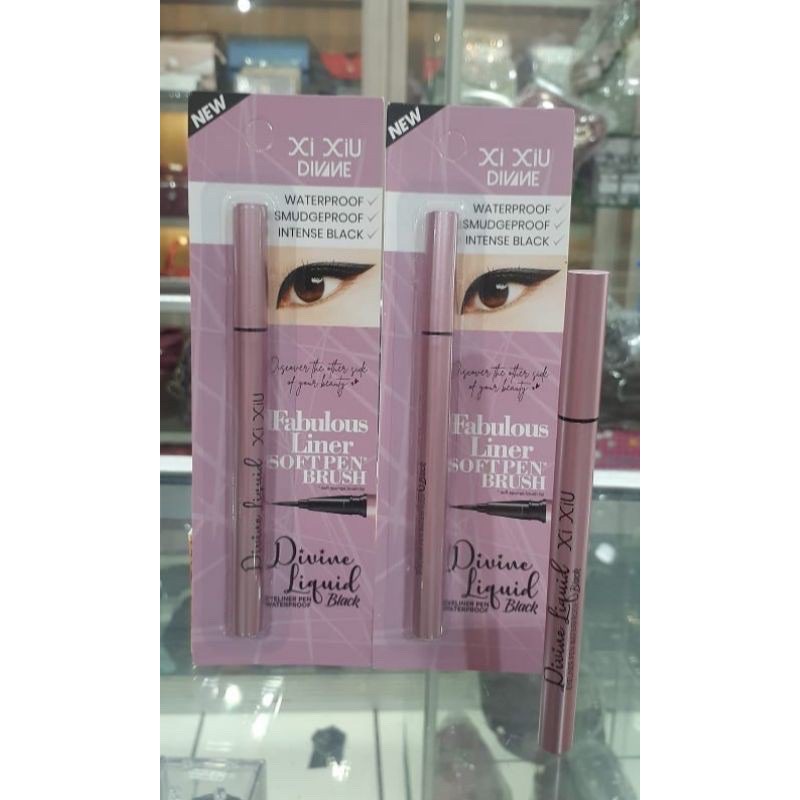 NEW
XI XIU
DIVINE
WATERPROOF
SMUDGEPROOF
INTENSE BLACK
Discover the other side
of your beauty
Fabulous
Liner
SOFT PEN
BRUSH
Divine
Liquid
EYELINER PEN Black
WATERPROOF
Divine Liquid XI XIU
NEW
XI XIU
DIVINE
WATERPROOF
SMUDGEPROOF
INTENSE BLACK
Discover the other side
of your beauty
Fabulous
Liner
SOFT PEN
BRUSH
Divine
Liquid
EYELINER PEN Black
WATERPROOF
Divine Liquid XI XIU
Black